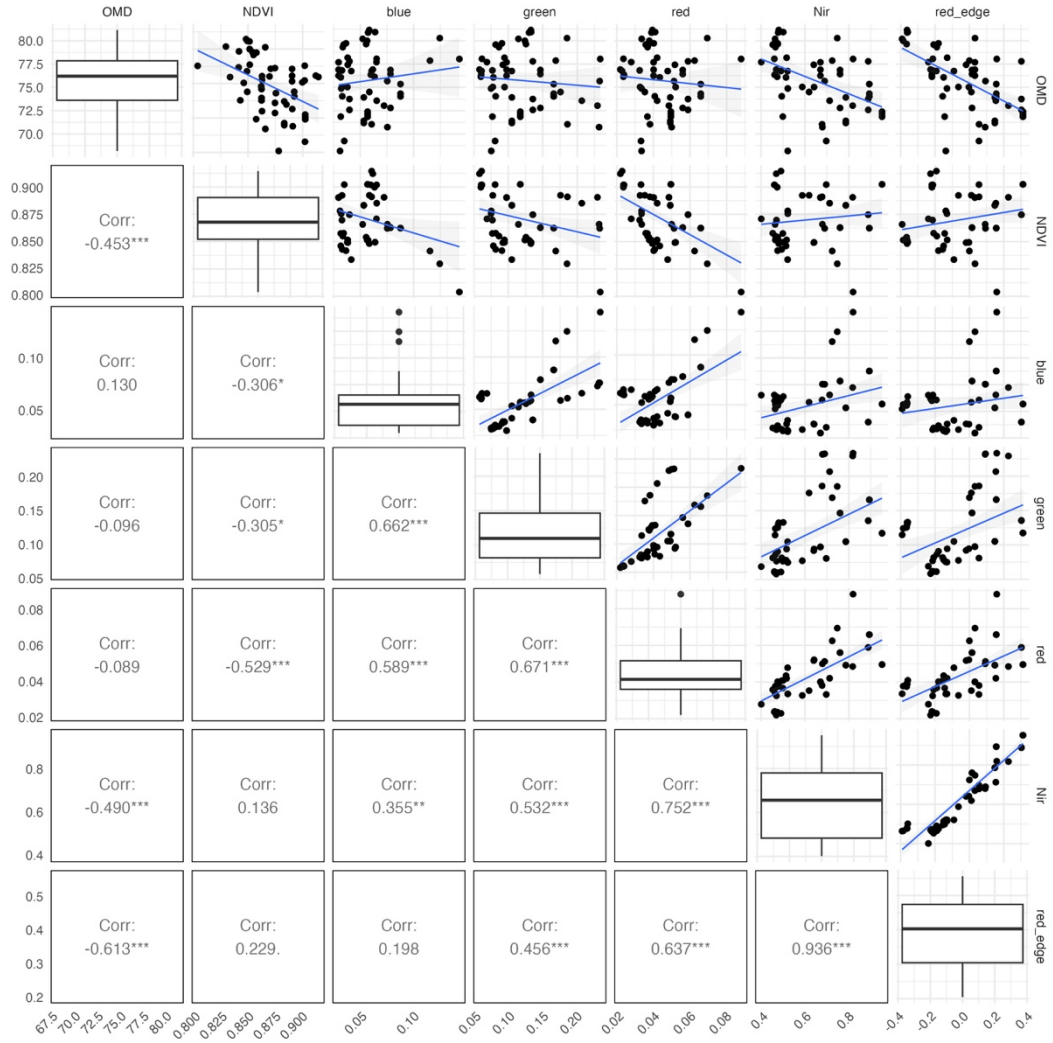 OMD NDVI blue green red Nir red_edge
80.0
77.5
75.0
72.5
70.0
OMD
0.900
0.875
0.850
0.825
0.800
Corr:
-0.453***
NDVI
0.10
0.05
Corr: Corr:
0.130 -0.306*
blue
0.20
0.15
0.10
0.05
Corr: Corr: Corr:
-0.096 -0.305* 0.662***
green
0.08
0.06
0.04
0.02
Corr: Corr: Corr: Corr:
-0.089 -0.529*** 0.589*** 0.671***
red
0.8
0.6
0.4
Corr: Corr: Corr: Corr: Corr:
-0.490*** 0.136 0.355** 0.532*** 0.752***
Nir
0.5
0.4
0.3
0.2
Corr: Corr: Corr: Corr: Corr: Corr:
-0.613*** 0.229. 0.198 0.456*** 0.637*** 0.936***
red_edge
67.5 70.0 72.5 75.0 77.5 80.0 0.800 0.825 0.850 0.875 0.900 0.05 0.10 0.05 0.10 0.15 0.20 0.02 0.04 0.06 0.08 0.4 0.6 0.8 -0.4 -0.2 0.0 0.2 0.4